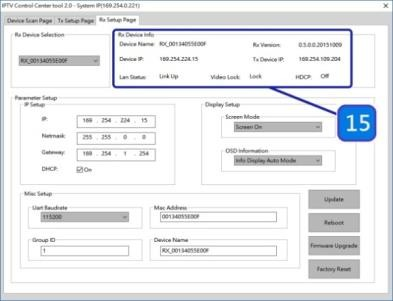 IPTV Control Center tool 2.0 - System IP(169.254.0.221)
Device Scan Page Tx Setup Page Rx Setup Page
Rx Device Selection
RX_00134055E00F
Rx Device Info
Device Name: RX_00134055E00F Rx Version: 0.5.0.0.20151009
Device IP: 169.254.224.15 Tx Device IP: 169.254.109.204
Lan Status: Link Up Video Lock: Lock HDCP: Off
15
Parameter Setup
IP Setup
IP: 169 . 254 . 224 . 15
Netmask: 255 . 255 . 0 . 0
Gateway: 169 . 254 . 1 . 254
DHCP: On
Display Setup
Screen Mode
Screen On
OSD Information
Info Display Auto Mode
Misc Setup
Uart Baudrate
115200
Mac Address
00134055E00F
Group ID
1
Device Name
RX_00134055E00F
Update
Reboot
Firmware Upgrade
Factory Reset